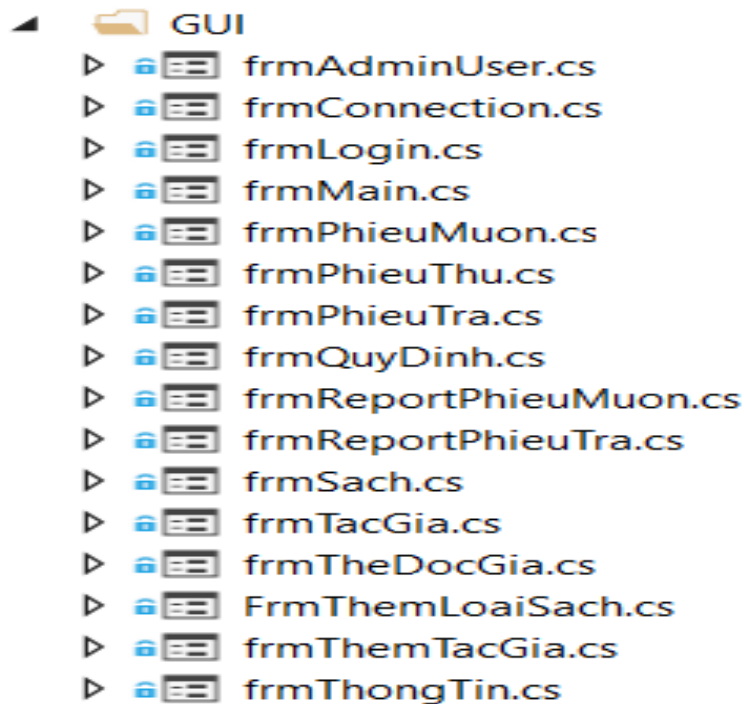 GUI
frmAdminUser.cs
frmConnection.cs
frmLogin.cs
frmMain.cs
frmPhieuMuon.cs
frmPhieuThu.cs
frmPhieuTra.cs
frmQuyDinh.cs
frmReportPhieuMuon.cs
frmReportPhieuTra.cs
frmSach.cs
frmTacGia.cs
frmTheDocGia.cs
FrmThemLoaiSach.cs
frmThemTacGia.cs
frmThongTin.cs